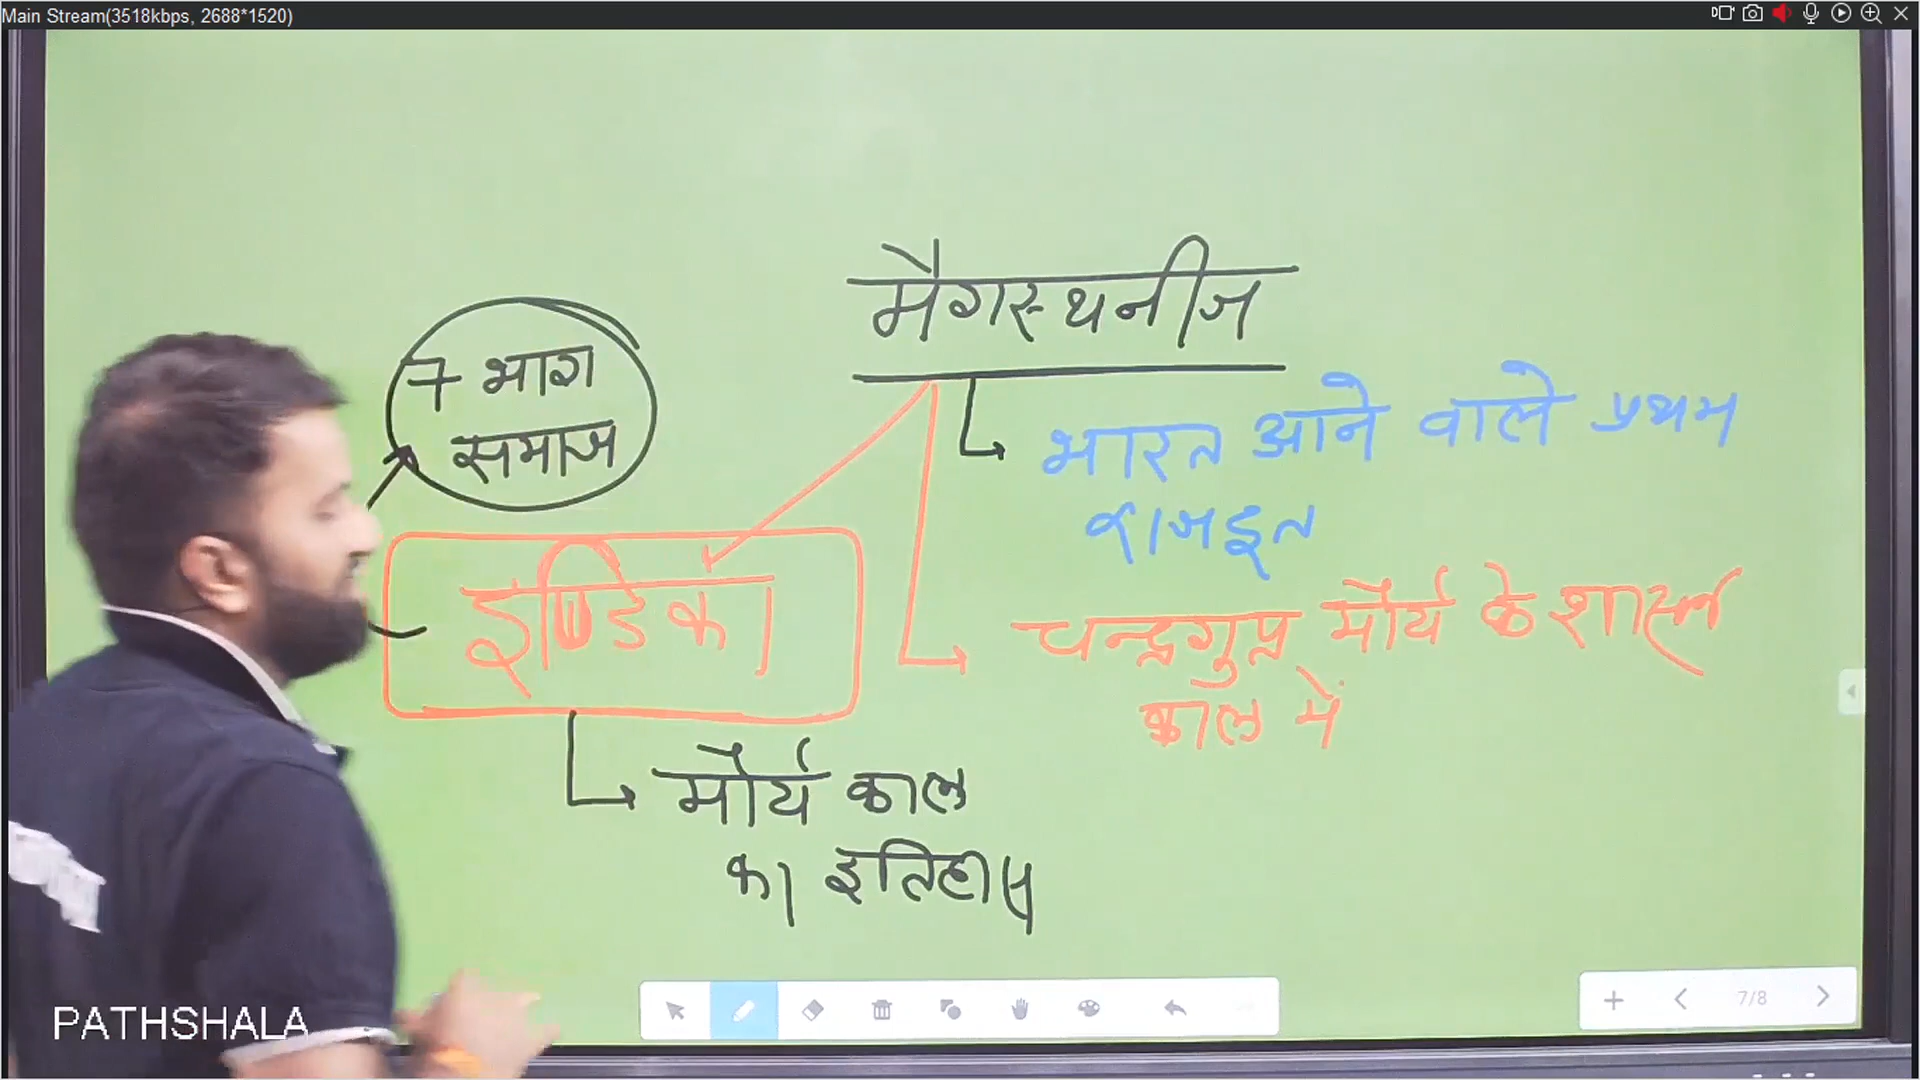 Main Stream(3518kbps, 2688*1520)
मैगस्थनीज
7 भाग
समाज
भारत आने वाले प्रथम
राजदूत
इण्डिका
चन्द्रगुप्त मौर्य के शासन
काल में
मौर्य काल
का इतिहास
PATHSHALA
7/8